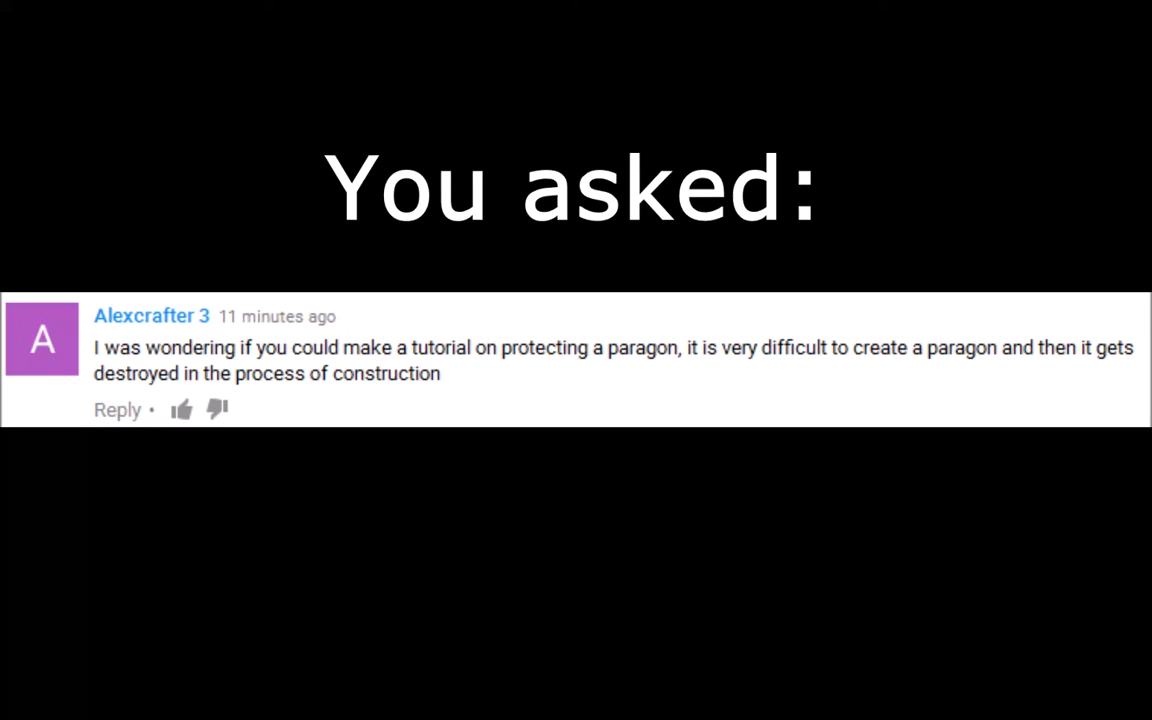 You asked:
A
Alexcrafter 3 11 minutes ago
I was wondering if you could make a tutorial on protecting a paragon, it is very difficult to create a paragon and then it gets
destroyed in the process of construction
Reply •